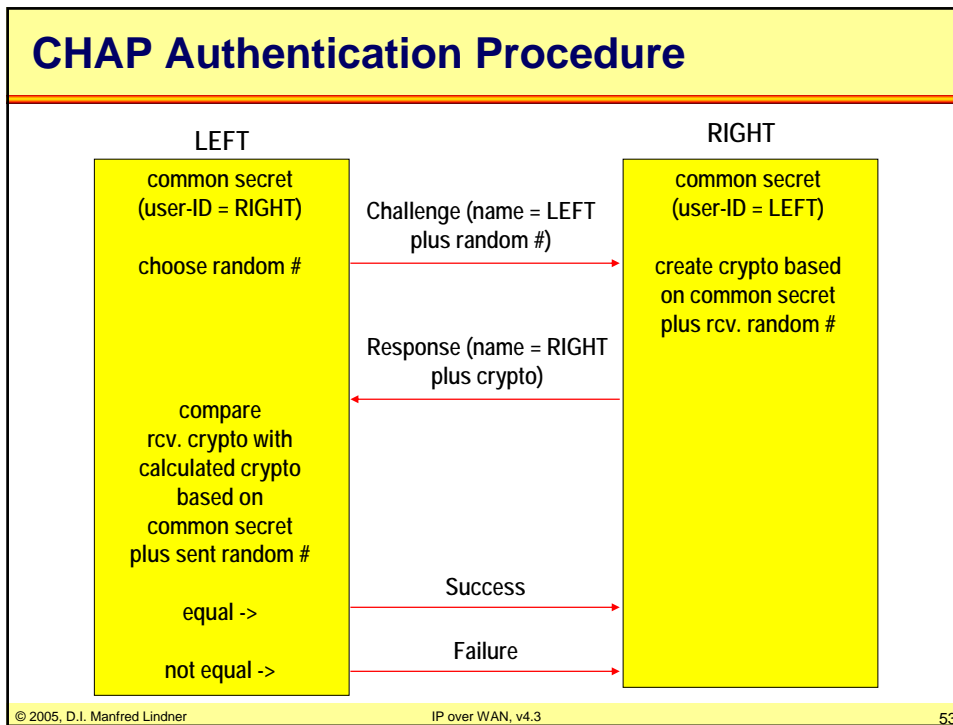 CHAP Authentication Procedure
LEFT
common secret
(user-ID = RIGHT)
choose random #
compare
rcv. crypto with
calculated crypto
based on
common secret
plus sent random #
equal ->
not equal ->
Challenge (name = LEFT
plus random #)
Response (name = RIGHT
plus crypto)
Success
Failure
RIGHT
common secret
(user-ID = LEFT)
create crypto based
on common secret
plus rcv. random #
© 2005, D.I. Manfred Lindner
IP over WAN, v4.3
53